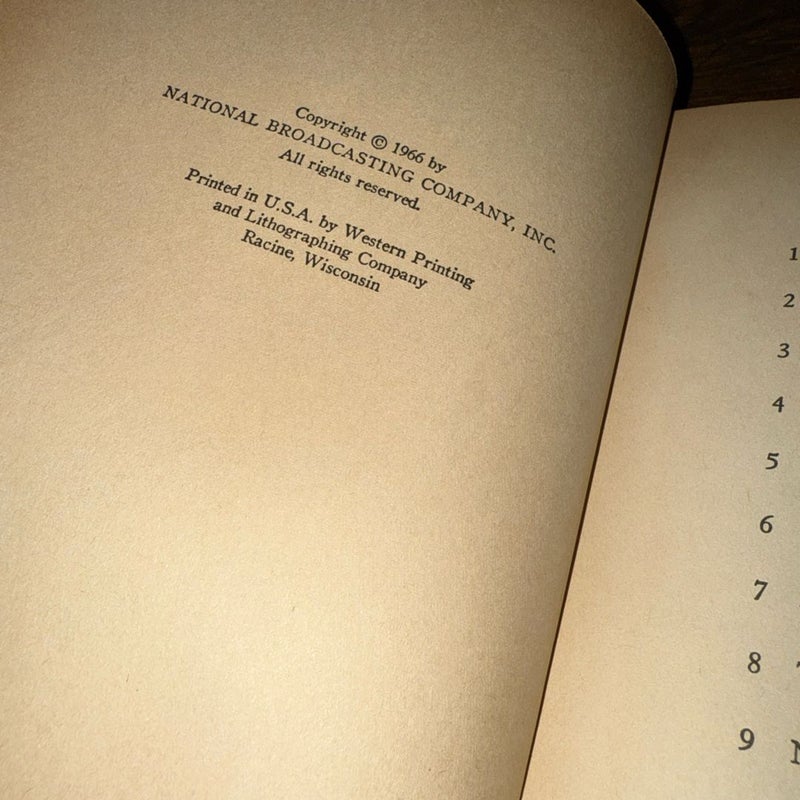 Copyright © 1966 by
NATIONAL BROADCASTING COMPANY, INC.
All rights reserved.
Printed in U.S.A. by Western Printing
and Lithographing Company
Racine, Wisconsin
1
2
3
4
5
6
7
8
9